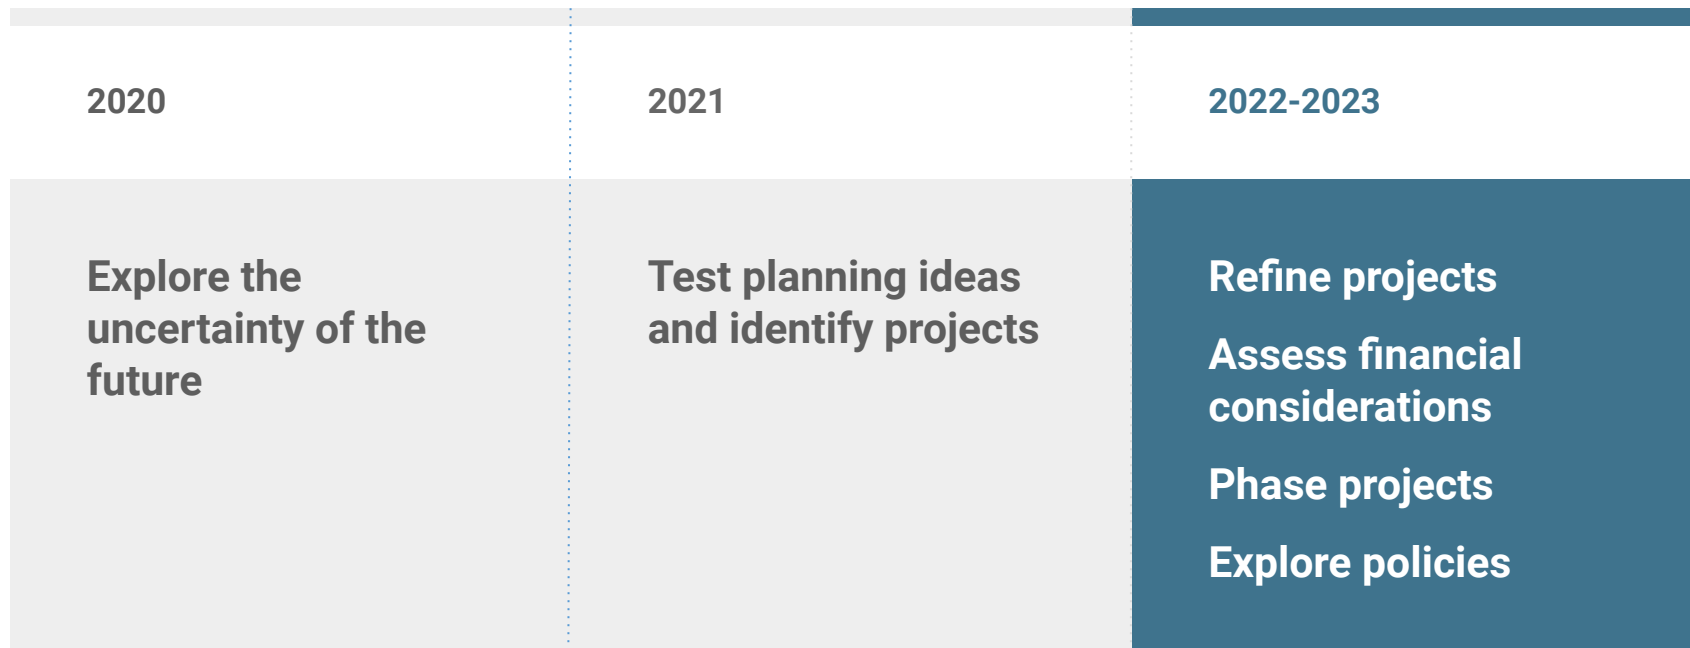 2020
Explore the
uncertainty of the
future
2021
Test planning ideas
and identify projects
2022-2023
Refine projects
Assess financial
considerations
Phase projects
Explore policies